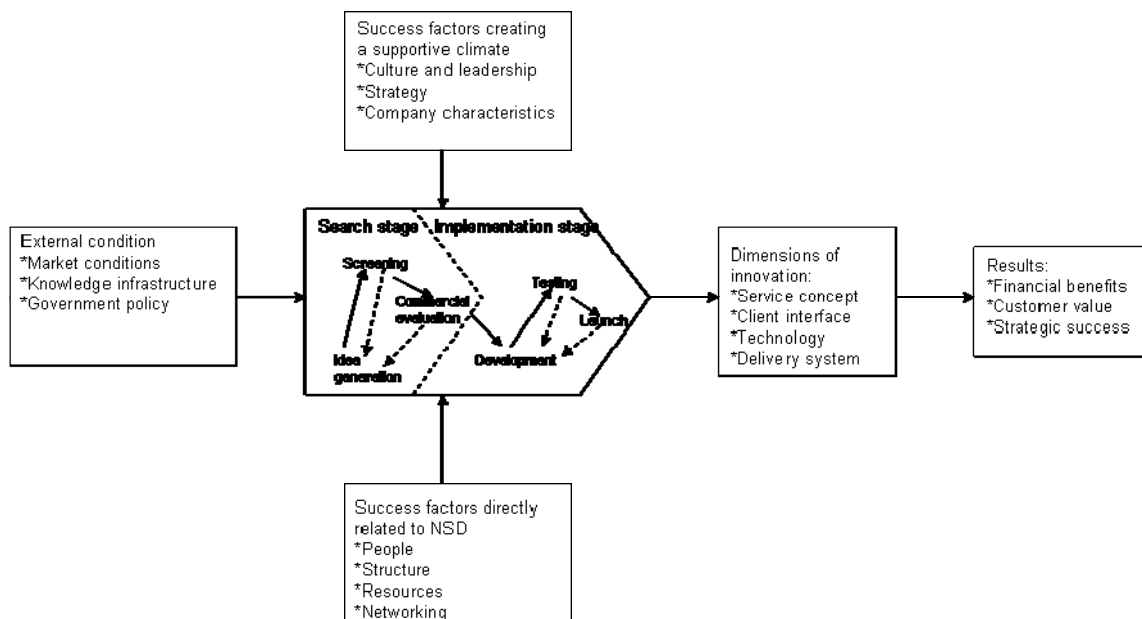 Success factors creating
a supportive climate
*Culture and leadership
*Strategy
*Company characteristics
External condition
*Market conditions
*Knowledge infrastructure
*Government policy
Search stage
Implementation stage
Screening
Commercial
evaluation
Idea
generation
Testing
Launch
Development
Dimensions of
innovation:
*Service concept
*Client interface
*Technology
*Delivery system
Results:
*Financial benefits
*Customer value
*Strategic success
Success factors directly
related to NSD
*People
*Structure
*Resources
*Networking